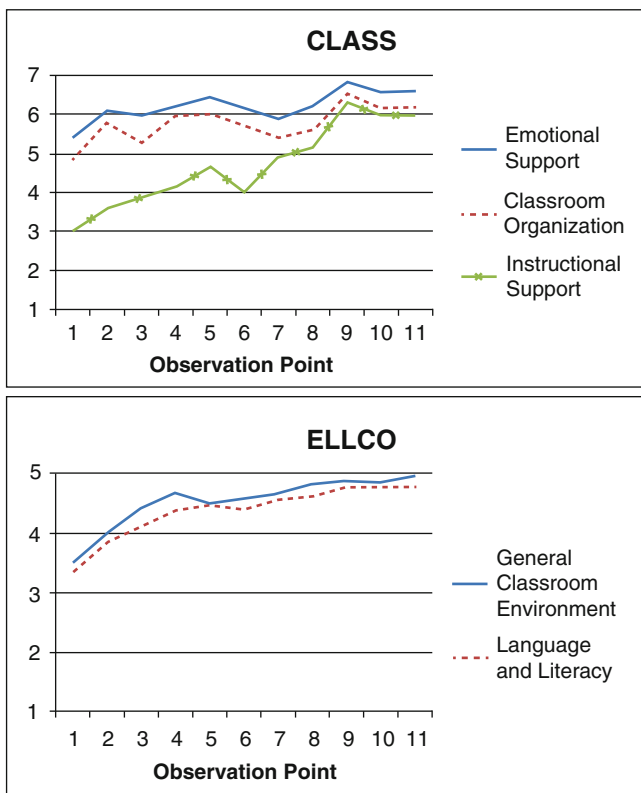 CLASS
7
6
5
4
3
2
1
1 2 3 4 5 6 7 8 9 10 11
Observation Point
Emotional
Support
Classroom
Organization
Instructional
Support
ELLCO
5
4
3
2
1
1 2 3 4 5 6 7 8 9 10 11
Observation Point
General
Classroom
Environment
Language
and Literacy